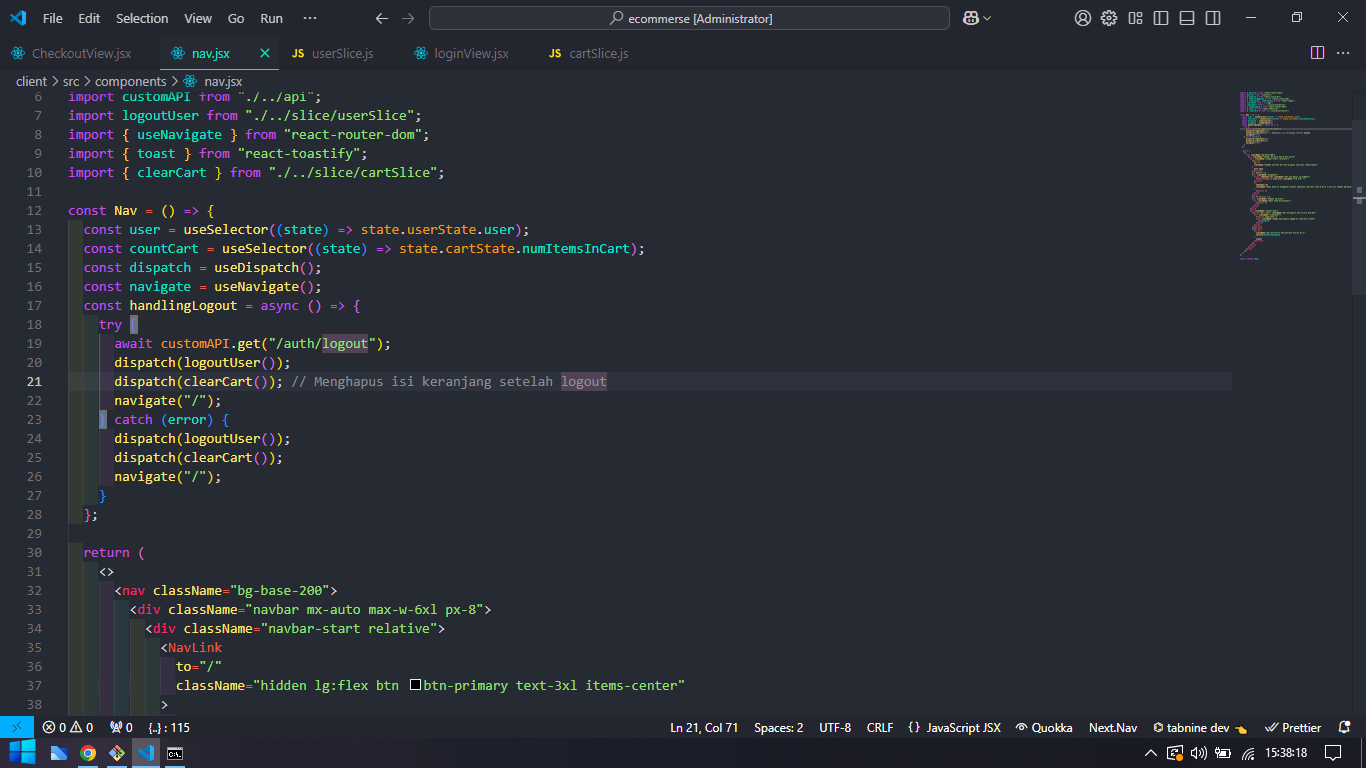 File Edit Selection View Go Run ··· ecommerse [Administrator]
CheckoutView.jsx nav.jsx JS userSlice.js loginView.jsx JS cartSlice.js
client > src > components > nav.jsx
6 import customAPI from "./../api";
7 import logoutUser from "./../slice/userSlice";
8 import { useNavigate } from "react-router-dom";
9 import { toast } from "react-toastify";
10 import { clearCart } from "./../slice/cartSlice";
11
12 const Nav = () => {
13 const user = useSelector((state) => state.userState.user);
14 const countCart = useSelector((state) => state.cartState.numItemsInCart);
15 const dispatch = useDispatch();
16 const navigate = useNavigate();
17 const handlingLogout = async () => {
18 try {
19 await customAPI.get("/auth/logout");
20 dispatch(logoutUser());
21 dispatch(clearCart()); // Menghapus isi keranjang setelah logout
22 navigate("/");
23 } catch (error) {
24 dispatch(logoutUser());
25 dispatch(clearCart());
26 navigate("/");
27 }
28 };
29
30 return (
31 <>
32 <nav className="bg-base-200">
33 <div className="navbar mx-auto max-w-6xl px-8">
34 <div className="navbar-start relative">
35 <NavLink
36 to="/"
37 className="hidden lg:flex btn btn-primary text-3xl items-center"
38 >
0 0 0 {..} : 115 Ln 21, Col 71 Spaces: 2 UTF-8 CRLF {} JavaScript JSX Quokka Next.Nav tabnine dev Prettier
15:38:18